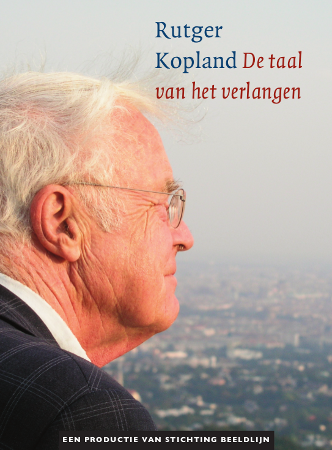 Rutger
Kopland De taal
van het verlangen
EEN PRODUCTIE VAN STICHTING BEELDLIJN